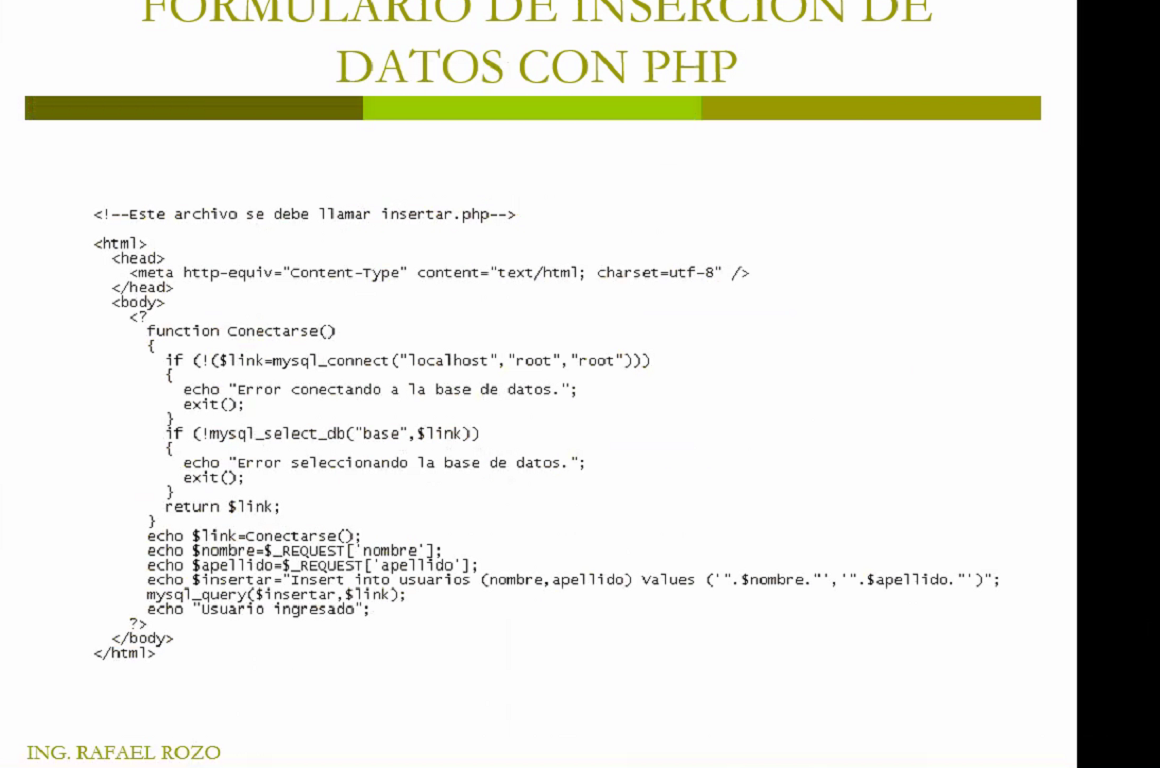 FORMULARIO DE INSERCION DE
DATOS CON PHP
<!--Este archivo se debe llamar insertar.php-->
<html>
<head>
<meta http-equiv="Content-Type" content="text/html; charset=utf-8" />
</head>
<body>
<?
function Conectarse()
{
if (!($link=mysql_connect("localhost","root","root")))
{
echo "Error conectando a la base de datos.";
exit();
}
if (!mysql_select_db("base",$link))
{
echo "Error seleccionando la base de datos.";
exit();
}
return $link;
}
echo $link=Conectarse();
echo $nombre=$_REQUEST['nombre'];
echo $apellido=$_REQUEST['apellido'];
echo $insertar="Insert into usuarios (nombre,apellido) Values ('".$nombre."','".$apellido."')";
mysql_query($insertar,$link);
echo "Usuario ingresado";
?>
</body>
</html>
ING. RAFAEL ROZO